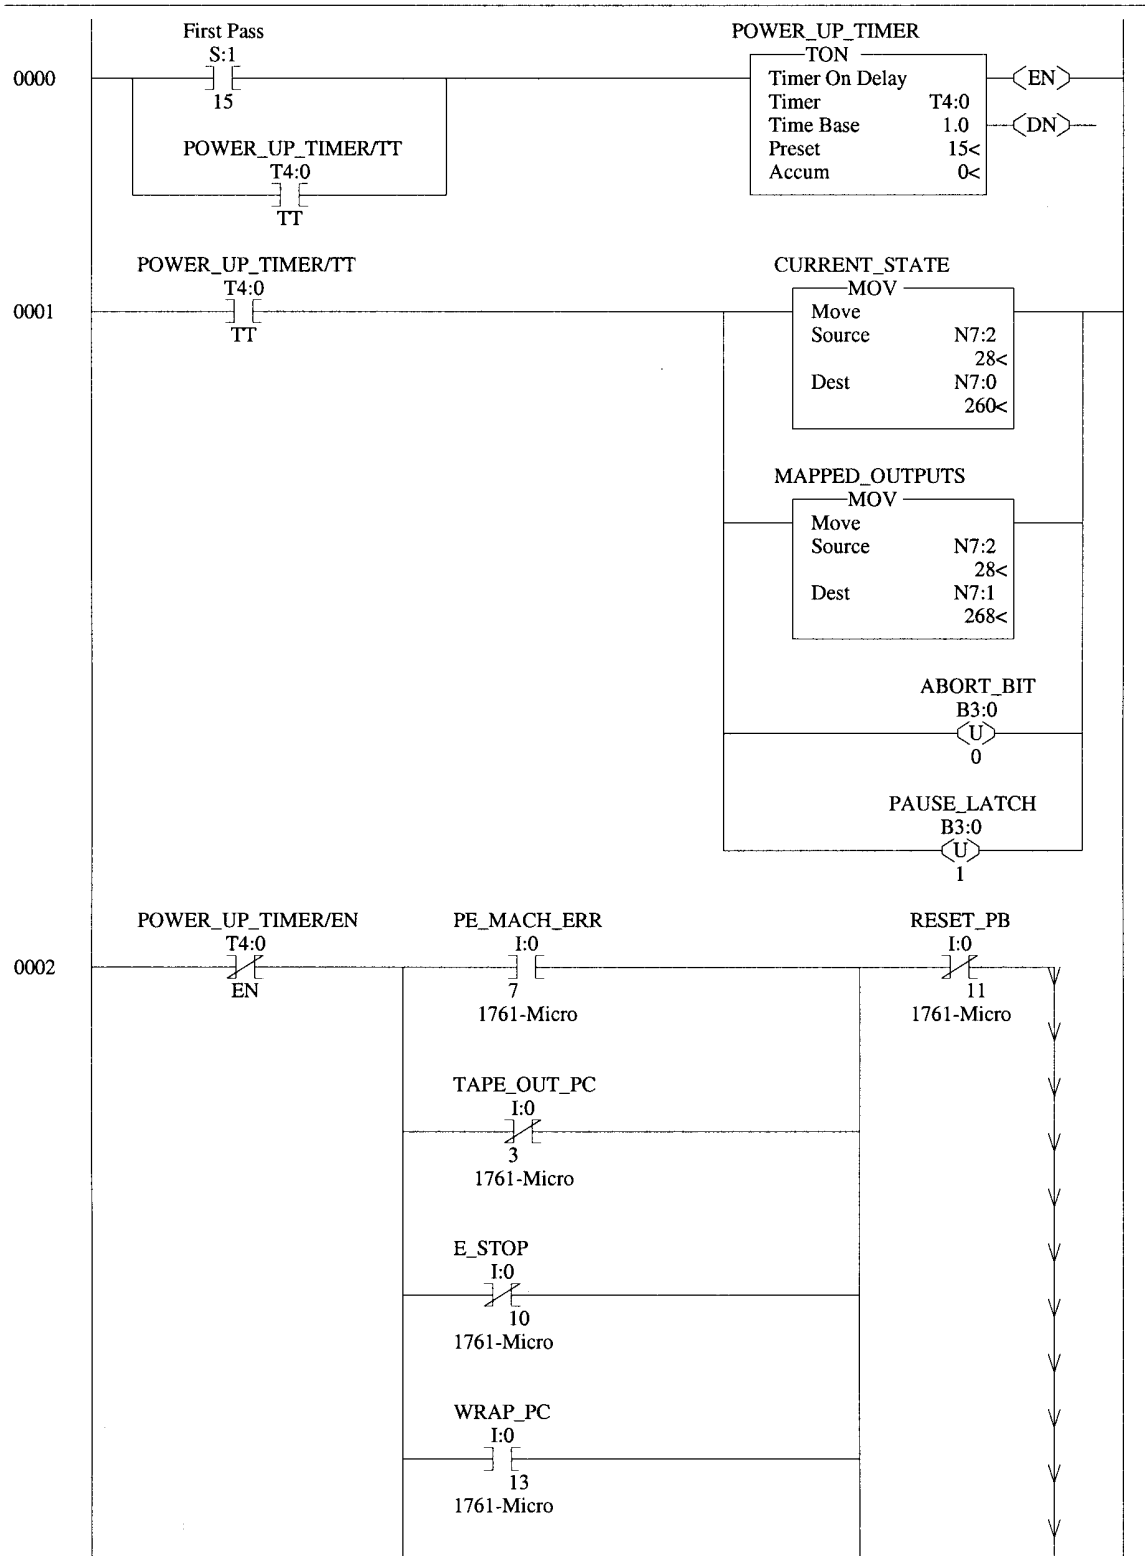 First Pass
S:1
15
POWER_UP_TIMER/TT
T4:0
TT
POWER_UP_TIMER
TON
Timer On Delay
Timer T4:0
Time Base 1.0
Preset 15<
Accum 0<
EN
DN
0000
POWER_UP_TIMER/TT
T4:0
TT
0001
CURRENT_STATE
MOV
Move
Source N7:2
28<
Dest N7:0
260<
MAPPED_OUTPUTS
MOV
Move
Source N7:2
28<
Dest N7:1
268<
ABORT_BIT
B3:0
U
0
PAUSE_LATCH
B3:0
U
1
POWER_UP_TIMER/EN
T4:0
EN
0002
PE_MACH_ERR
I:0
7
1761-Micro
RESET_PB
I:0
11
1761-Micro
TAPE_OUT_PC
I:0
3
1761-Micro
E_STOP
I:0
10
1761-Micro
WRAP_PC
I:0
13
1761-Micro